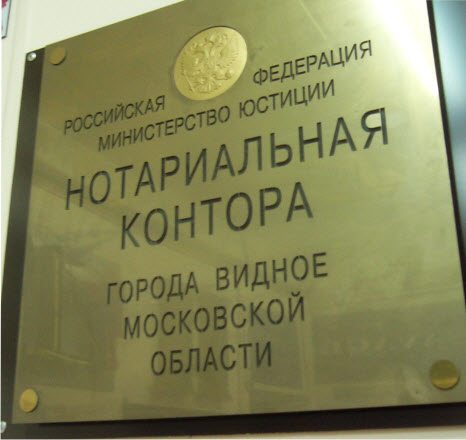 РОССИЙСКАЯ ФЕДЕРАЦИЯ
МИНИСТЕРСТВО ЮСТИЦИИ
НОТАРИАЛЬНАЯ
КОНТОРА
ГОРОДА ВИДНОЕ
МОСКОВСКОЙ
ОБЛАСТИ